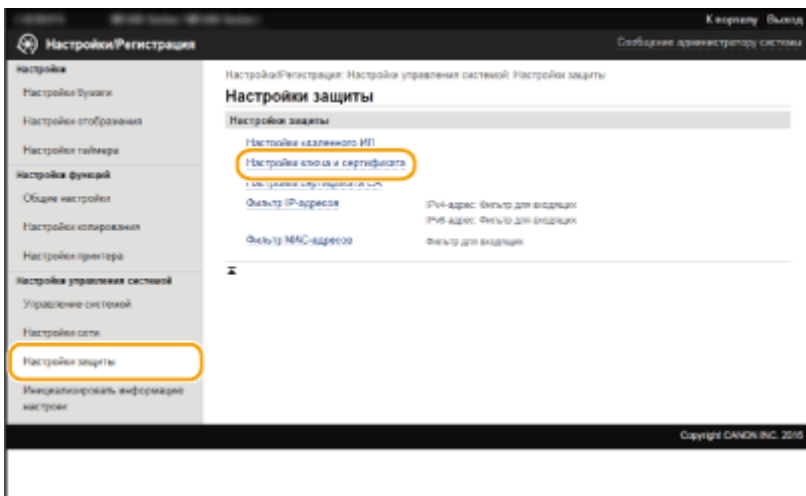 К порталу Выход
Настройки/Регистрация
Сообщение администратору системы
Настройки
Настройки бумаги
Настройки отображения
Настройки таймера
Настройки функций
Общие настройки
Настройки копирования
Настройки принтера
Настройки управления системой
Управление системой
Настройки сети
Настройки защиты
Инициализировать информацию
настроек
Настройки/Регистрация: Настройки управления системой: Настройки защиты
Настройки защиты
Настройки защиты
Настройки удаленного ИП
Настройки ключа и сертификата
Настройки сертификата CA
Фильтр IP-адресов
IPv4-адрес: Фильтр для входящих
IPv6-адрес: Фильтр для входящих
Фильтр MAC-адресов
Фильтр для входящих
Copyright CANON INC. 2016